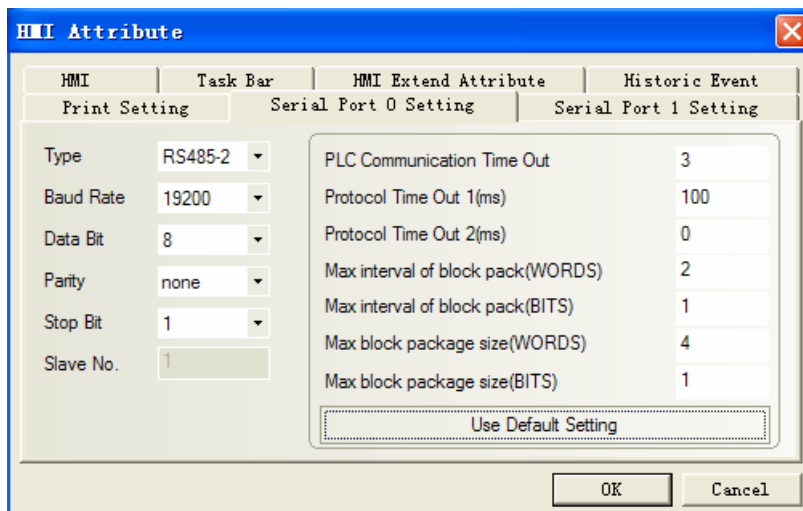 HMI Attribute
HMI Task Bar HMI Extend Attribute Historic Event
Print Setting Serial Port 0 Setting Serial Port 1 Setting
Type RS485-2
Baud Rate 19200
Data Bit 8
Parity none
Stop Bit 1
Slave No. 1
PLC Communication Time Out 3
Protocol Time Out 1(ms) 100
Protocol Time Out 2(ms) 0
Max interval of block pack(WORDS) 2
Max interval of block pack(BITS) 1
Max block package size(WORDS) 4
Max block package size(BITS) 1
Use Default Setting
OK Cancel